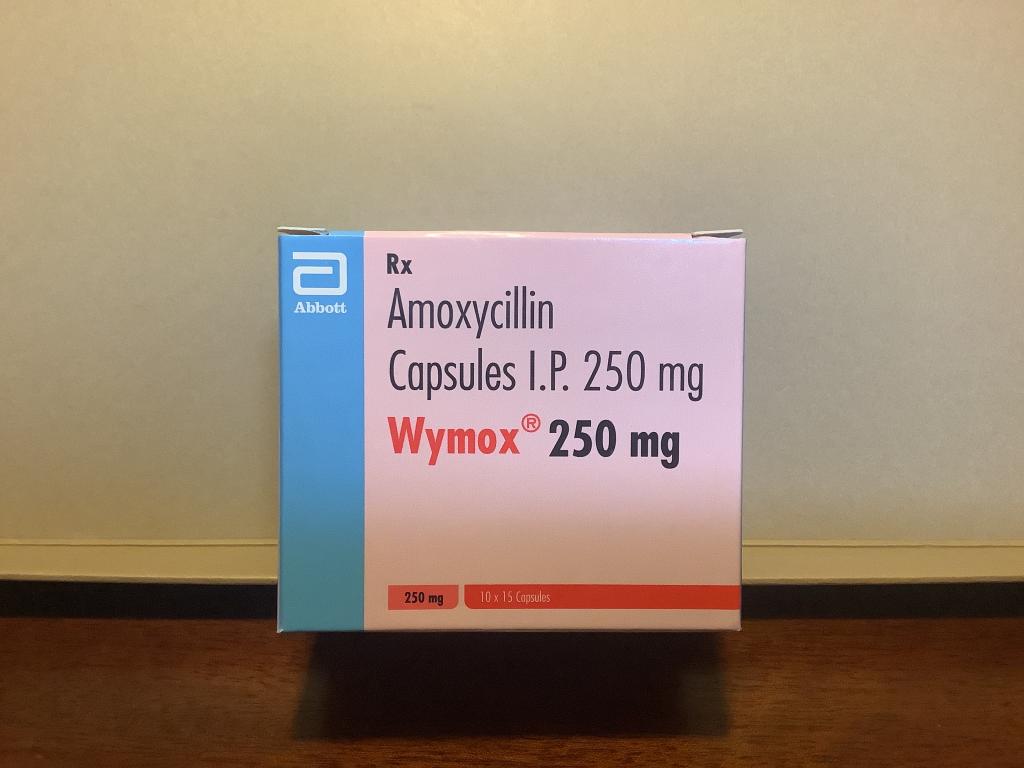 Abbott
Rx
Amoxycillin
Capsules I.P. 250 mg
Wymox® 250 mg
250 mg
10 x 15 Capsules